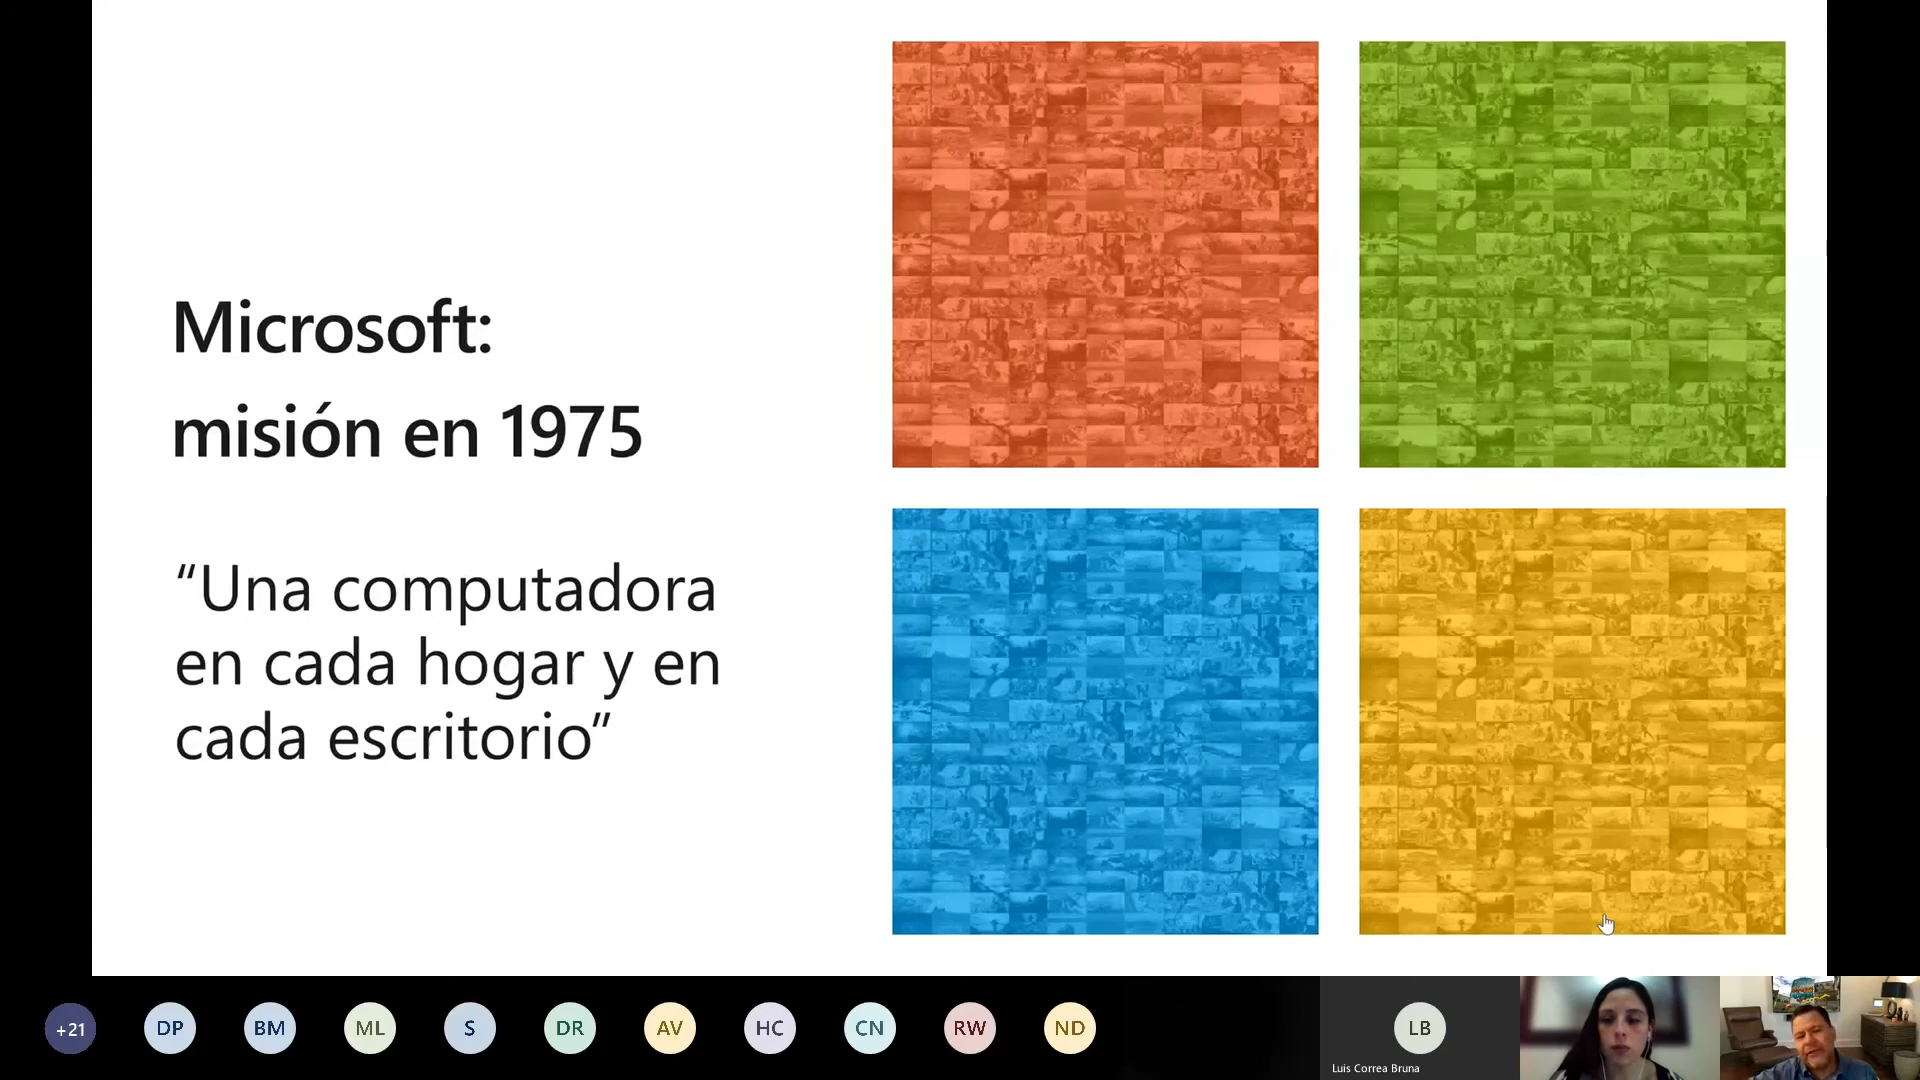 Microsoft:
misión en 1975
“Una computadora
en cada hogar y en
cada escritorio”
+21
DP
BM
ML
S
DR
AV
HC
CN
RW
ND
LB
Luis Correa Bruna